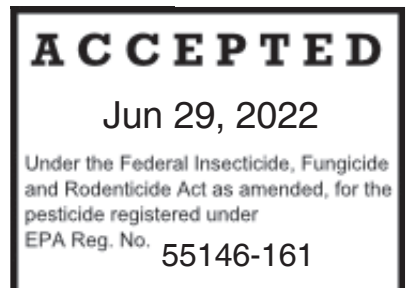 ACCEPTED
Jun 29, 2022
Under the Federal Insecticide, Fungicide
and Rodenticide Act as amended, for the
pesticide registered under
EPA Reg. No. 55146-161